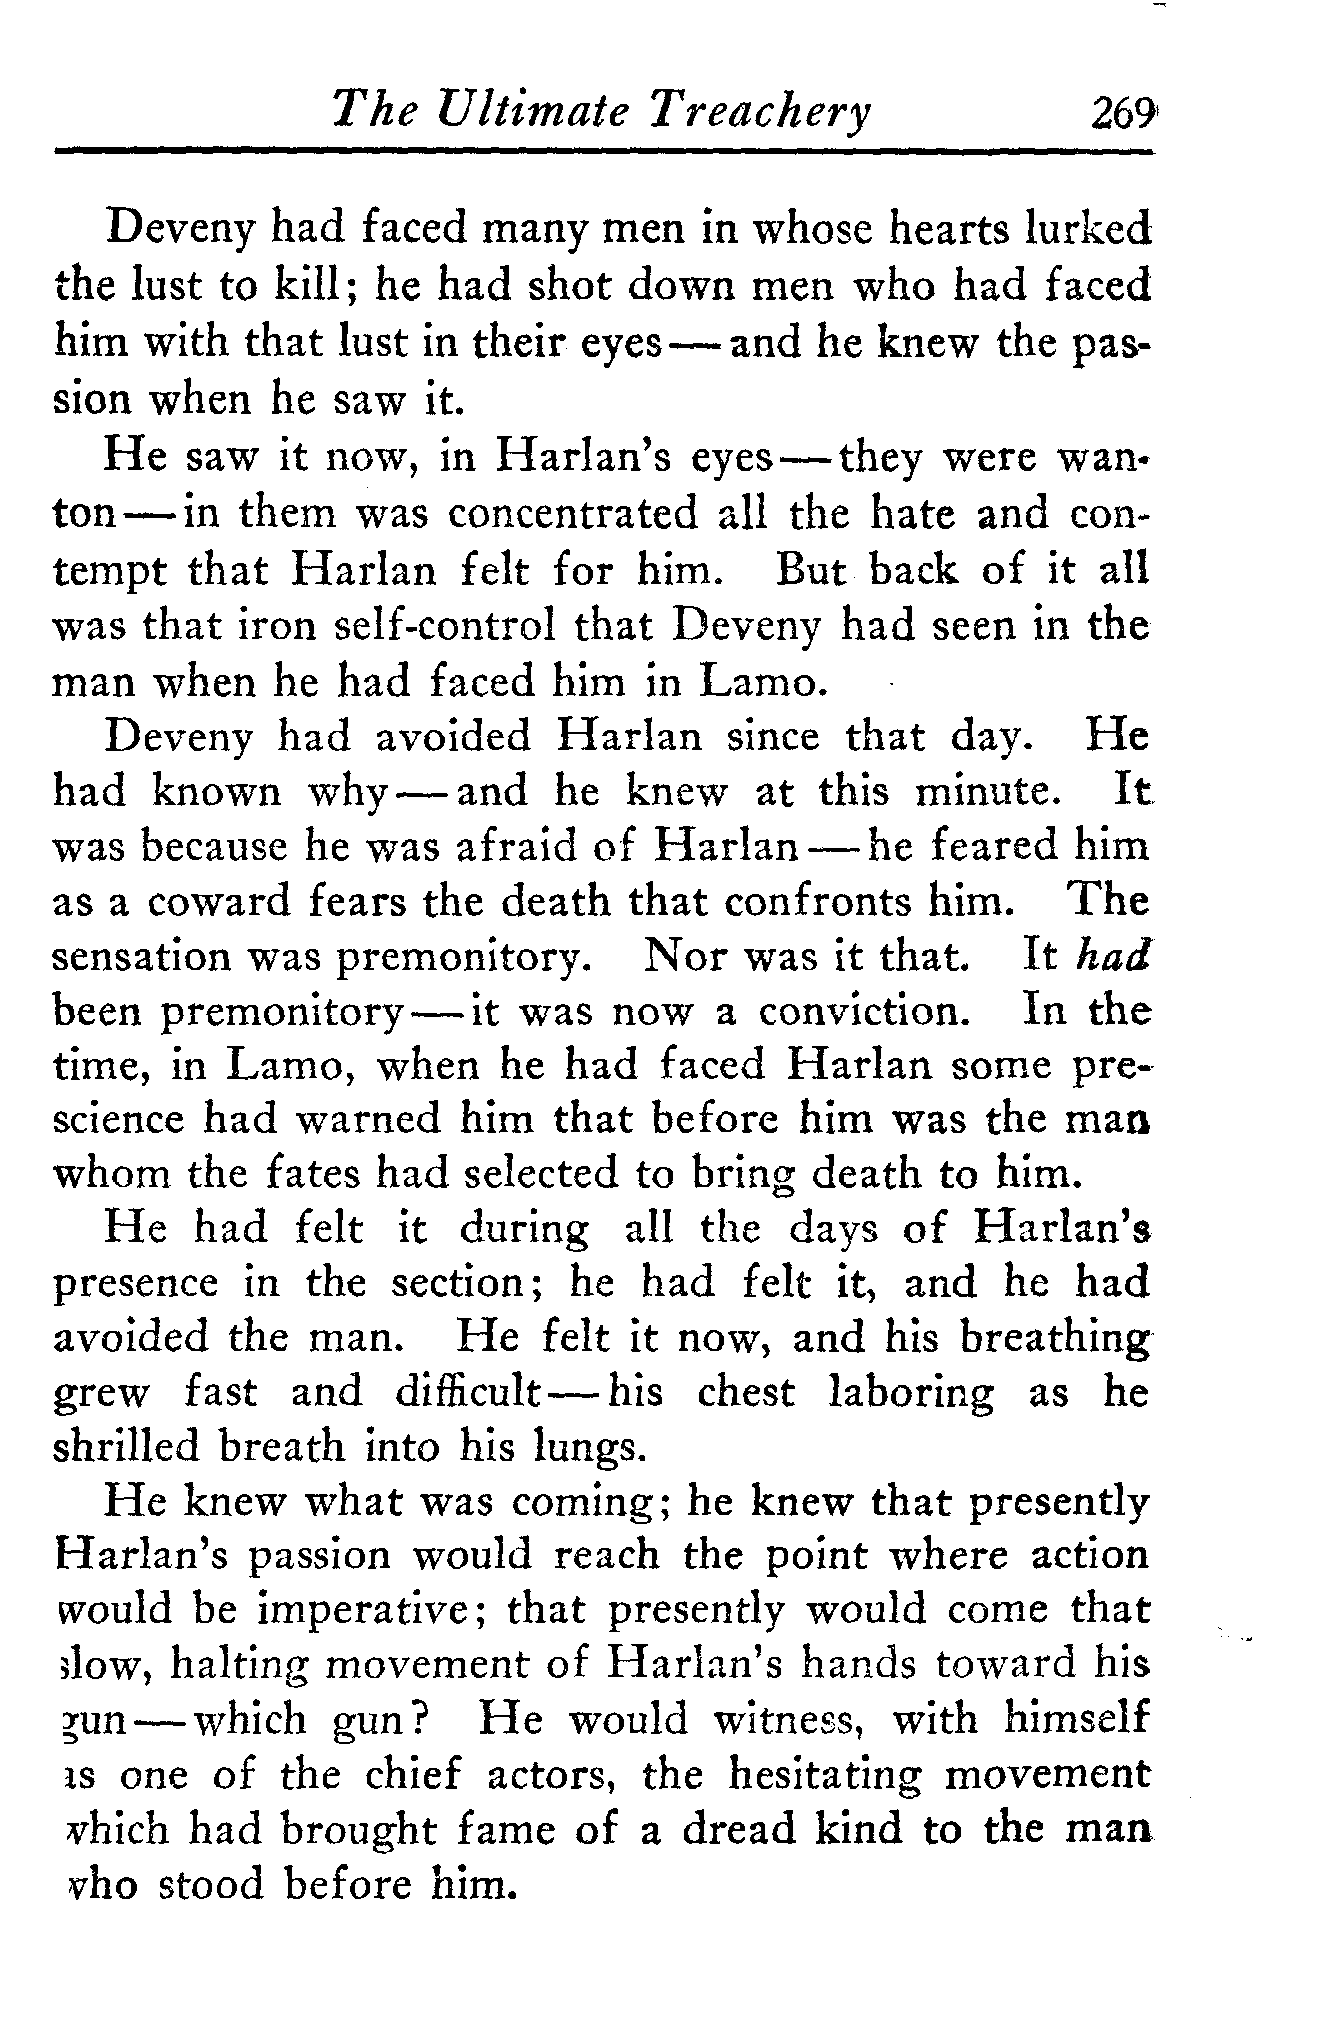 The Ultimate Treachery 269
Deveny had faced many men in whose hearts lurked
the lust to kill; he had shot down men who had faced
him with that lust in their eyes—and he knew the pas-
sion when he saw it.
He saw it now, in Harlan's eyes—they were wan-
ton—in them was concentrated all the hate and con-
tempt that Harlan felt for him. But back of it all
was that iron self-control that Deveny had seen in the
man when he had faced him in Lamo.
Deveny had avoided Harlan since that day. He
had known why—and he knew at this minute. It
was because he was afraid of Harlan—he feared him
as a coward fears the death that confronts him. The
sensation was premonitory. Nor was it that. It had
been premonitory—it was now a conviction. In the
time, in Lamo, when he had faced Harlan some pre-
science had warned him that before him was the man
whom the fates had selected to bring death to him.
He had felt it during all the days of Harlan's
presence in the section; he had felt it, and he had
avoided the man. He felt it now, and his breathing
grew fast and difficult—his chest laboring as he
shrilled breath into his lungs.
He knew what was coming; he knew that presently
Harlan's passion would reach the point where action
would be imperative; that presently would come that
slow, halting movement of Harlan's hands toward his
gun—which gun? He would witness, with himself
as one of the chief actors, the hesitating movement
which had brought fame of a dread kind to the man
who stood before him.